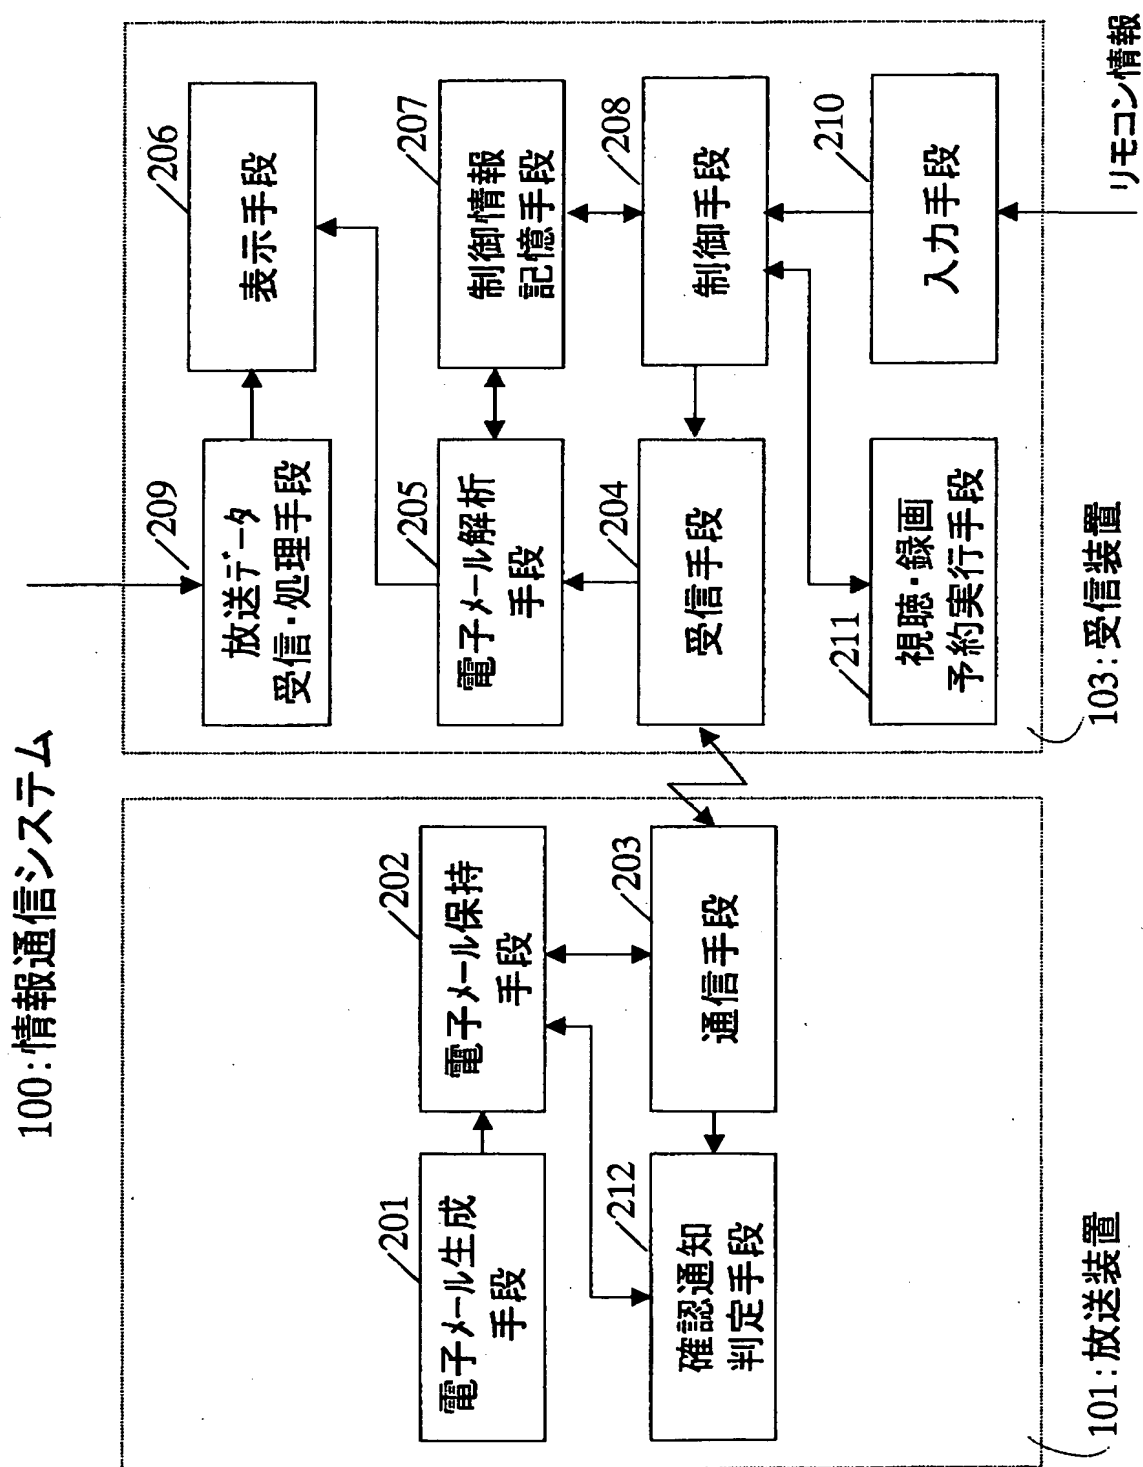 100:情報通信システム
201
電子メール生成
手段
202
電子メール保持
手段
212
確認通知
判定手段
203
通信手段
101:放送装置
209
放送データ
受信・処理手段
206
表示手段
205
電子メール解析
手段
207
制御情報
記憶手段
204
受信手段
208
制御手段
211
視聴・録画
予約実行手段
210
入力手段
103:受信装置
リモコン情報